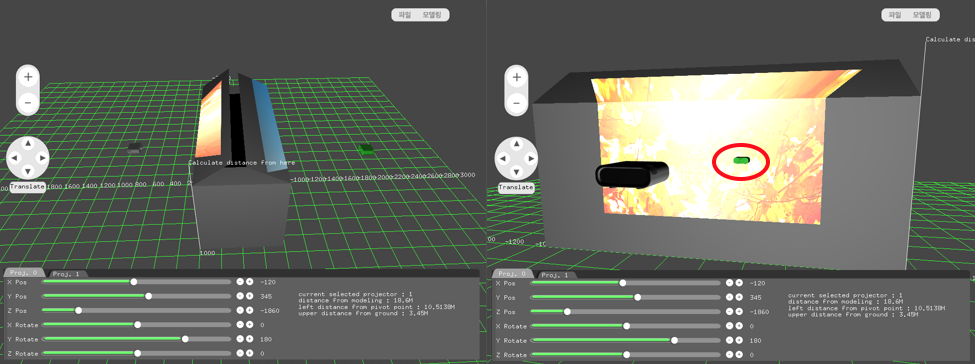 파일 모델링
+
−
Calculate distance from here
Translate
1800 1600 1400 1200 1000 800 600 400
-1000-1200-1400-1600-1800-2000-2200-2400-2600-2800-3000
1000
Proj. 0 Proj. 1
X Pos -120
Y Pos 345
Z Pos -1860
X Rotate 0
Y Rotate 180
Z Rotate 0
current selected projector : 1
distance from modeling : 18.6M
left distance from pivot point : 10.5138M
upper distance from ground : 3.45M
파일 모델링
Calculate dis
+
−
Translate
00 -1200 -10
Proj. 0 Proj. 1
X Pos -120
Y Pos 345
Z Pos -1860
X Rotate 0
Y Rotate 180
Z Rotate 0
current selected projector : 1
distance from modeling : 18.6M
left distance from pivot point : 10.5138M
upper distance from ground : 3.45M